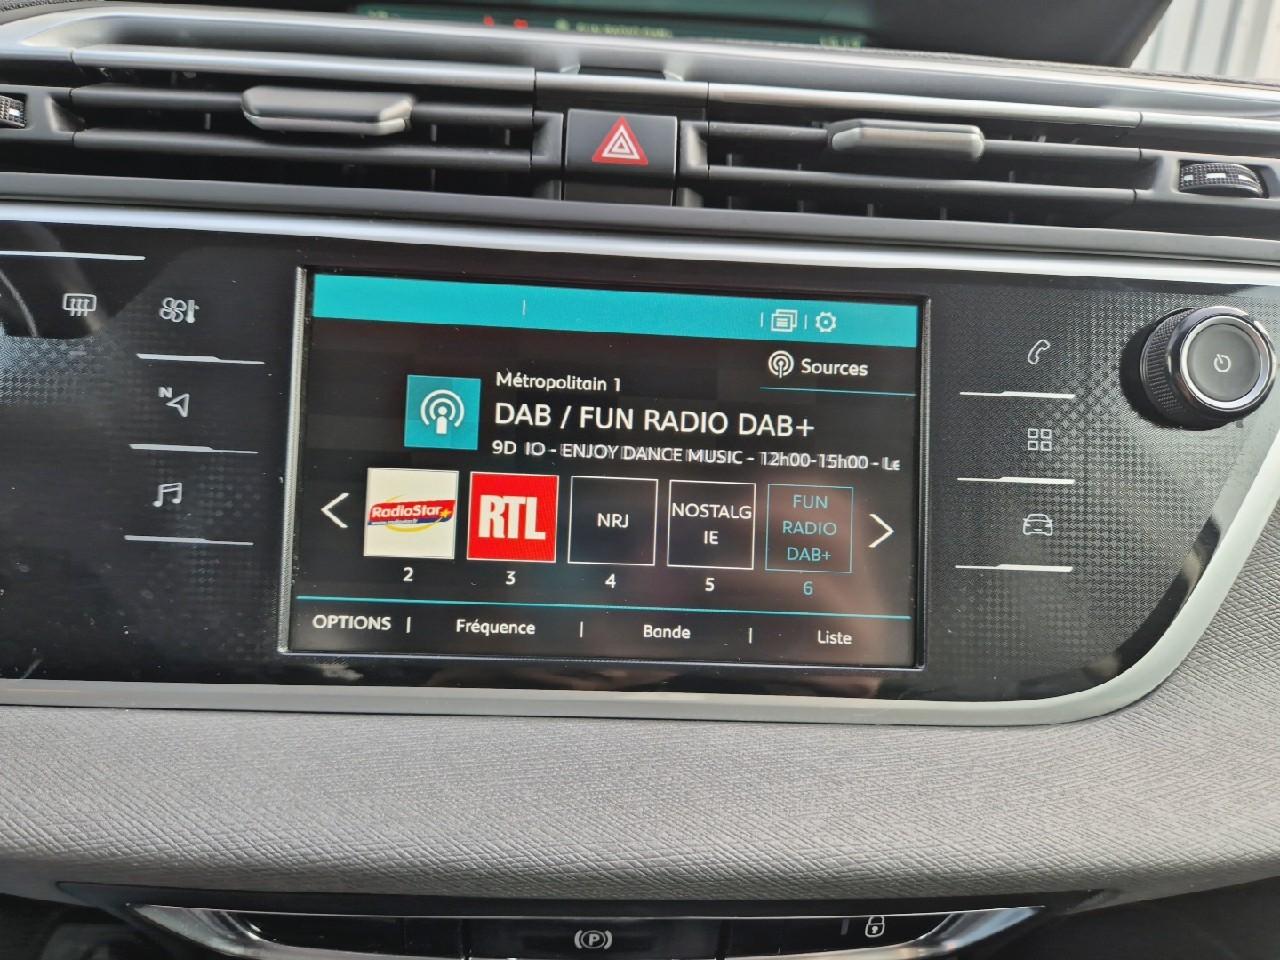 Sources
Métropolitain 1
DAB / FUN RADIO DAB+
9D IO - ENJOY DANCE MUSIC - 12h00-15h00 - Le
RadioStar
RTL
NRJ
NOSTALG
IE
FUN
RADIO
DAB+
2
3
4
5
6
OPTIONS | Fréquence | Bande | Liste
N
P